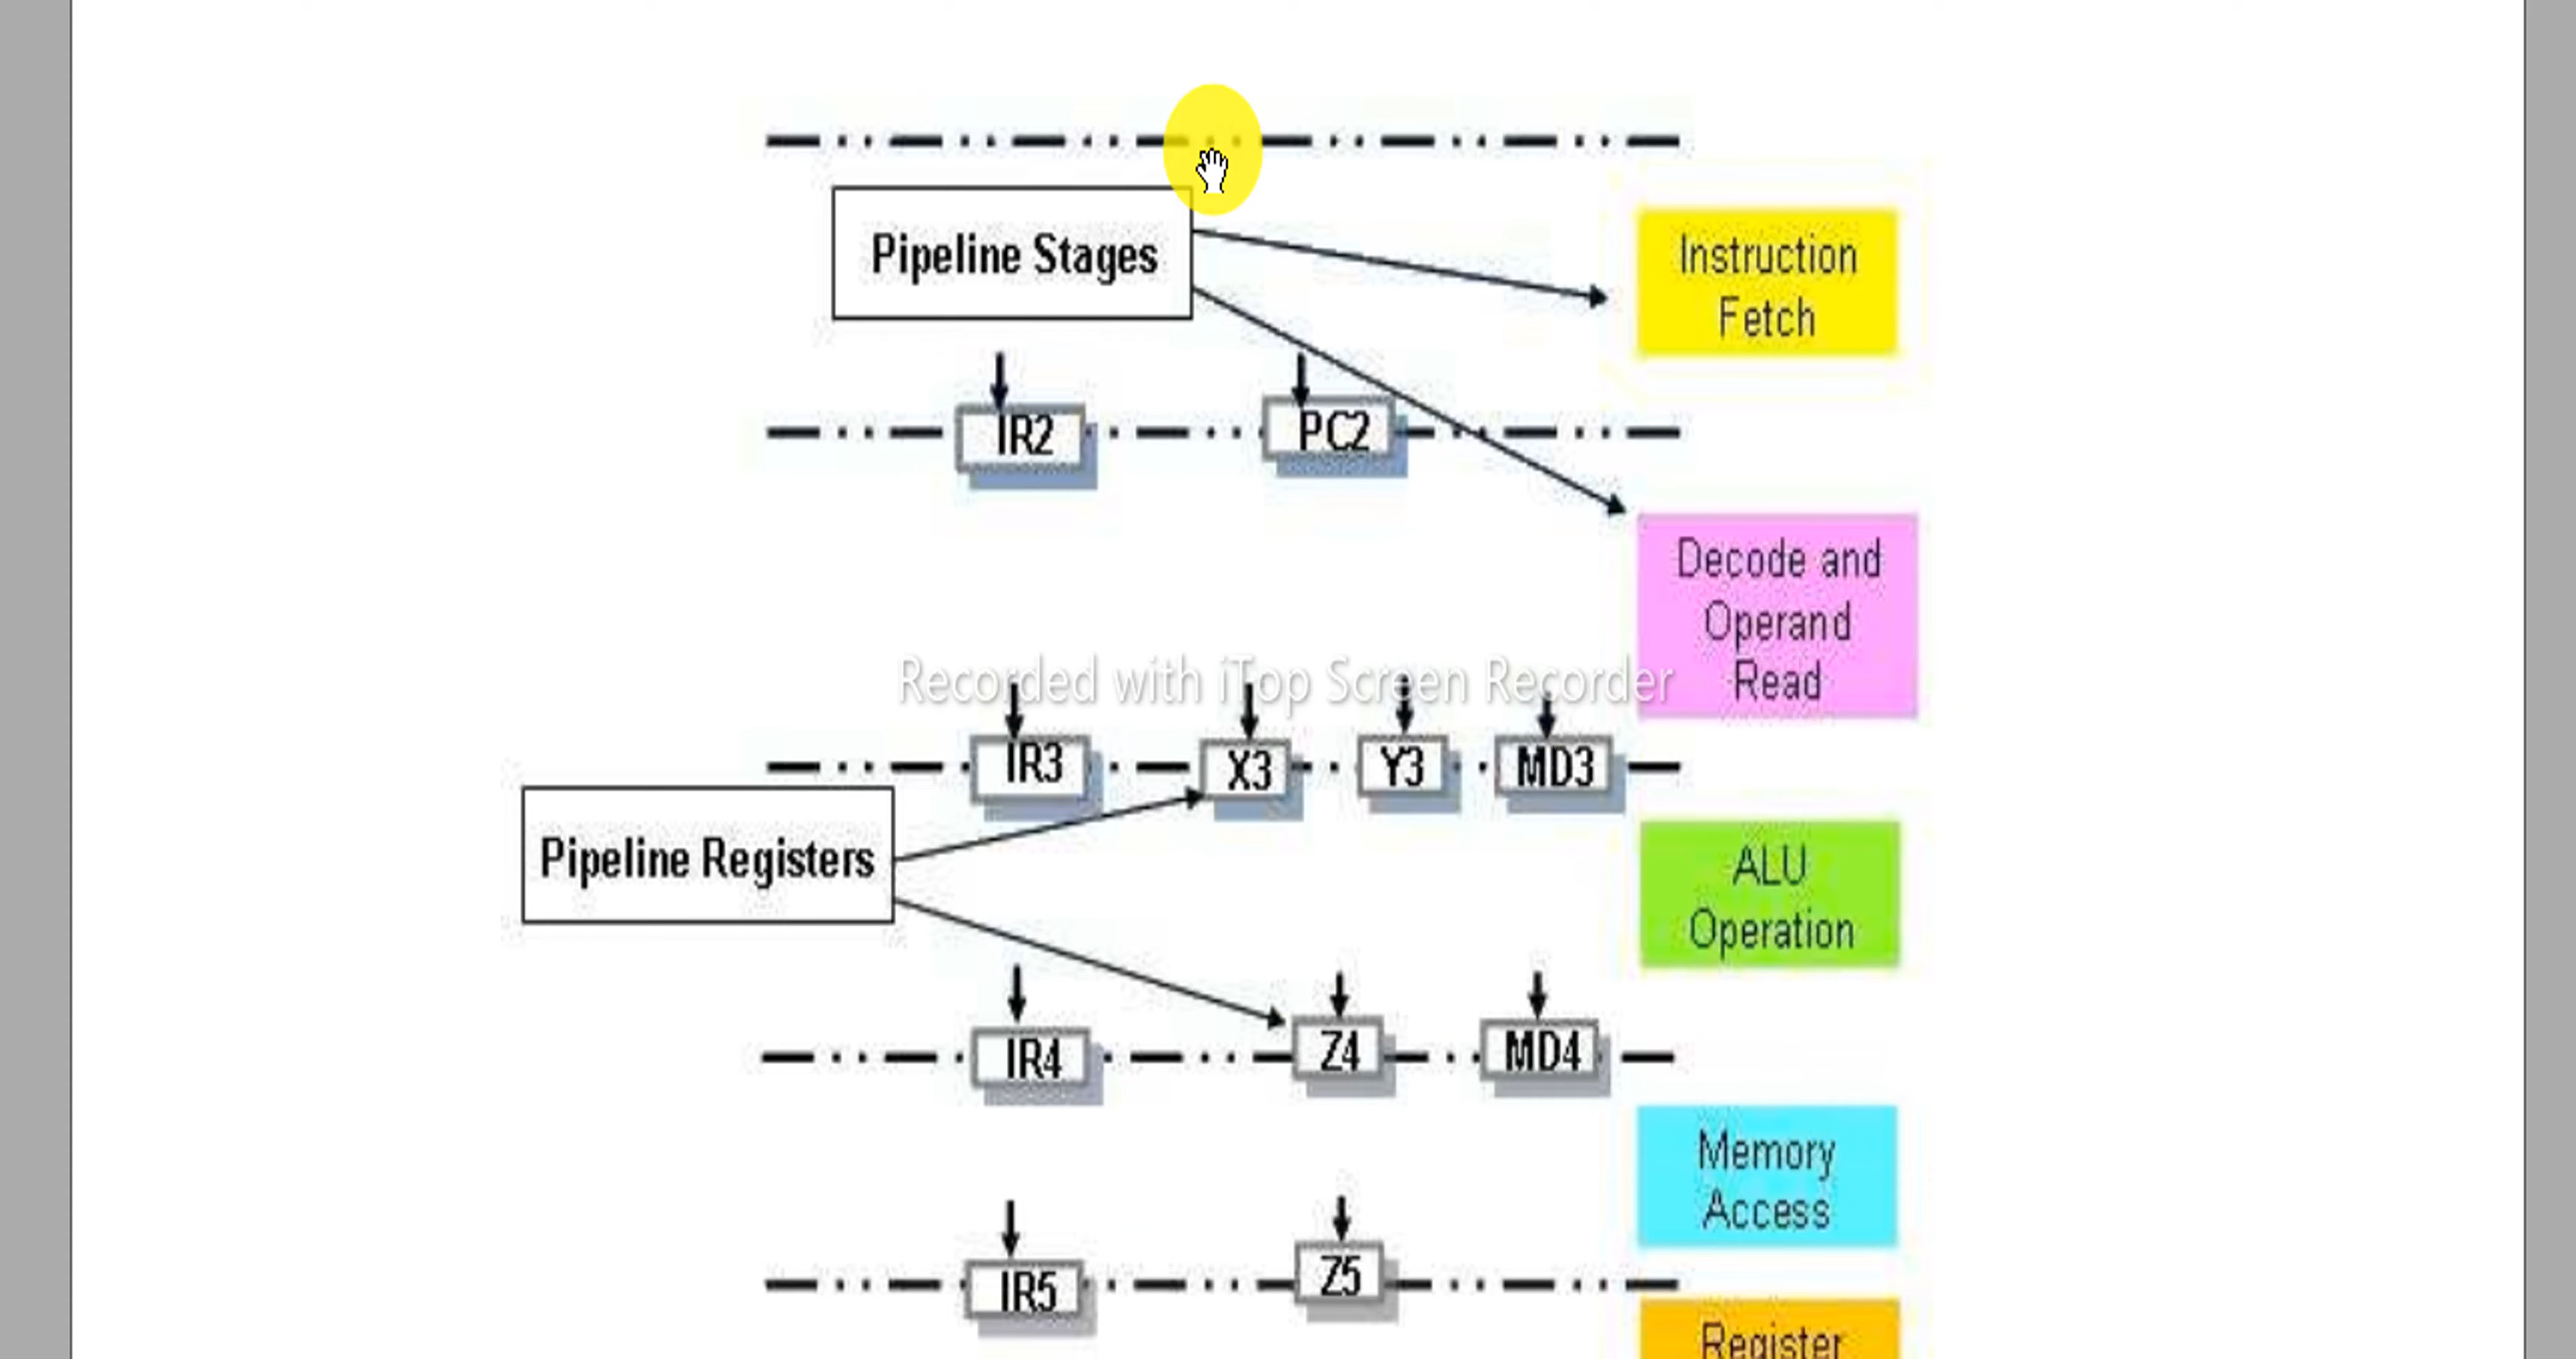 Pipeline Stages
Instruction
Fetch
IR2
PC2
Decode and
Operand
Read
Recorded with iTop Screen Recorder
IR3
X3
Y3
MD3
Pipeline Registers
ALU
Operation
IR4
Z4
MD4
Memory
Access
IR5
Z5
Register